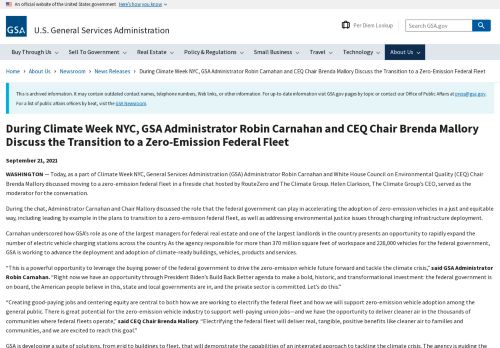 An official website of the United States government Here's how you know
GSA
U.S. General Services Administration
Per Diem Lookup
Search GSA.gov
Buy Through Us
Sell To Government
Real Estate
Policy & Regulations
Small Business
Travel
Technology
About Us
Home › About Us › Newsroom › News Releases › During Climate Week NYC, GSA Administrator Robin Carnahan and CEQ Chair Brenda Mallory Discuss the Transition to a Zero-Emission Federal Fleet
This is archived information. It may contain outdated contact names, telephone numbers, Web links, or other information. For up-to-date information visit GSA.gov pages by topic or contact our Office of Public Affairs at press@gsa.gov.
For a list of public affairs officers by beat, visit the GSA Newsroom.
During Climate Week NYC, GSA Administrator Robin Carnahan and CEQ Chair Brenda Mallory
Discuss the Transition to a Zero-Emission Federal Fleet
September 21, 2021
WASHINGTON — Today, as a part of Climate Week NYC, General Services Administration (GSA) Administrator Robin Carnahan and White House Council on Environmental Quality (CEQ) Chair
Brenda Mallory discussed moving to a zero-emission federal fleet in a fireside chat hosted by RouteZero and The Climate Group. Helen Clarkson, The Climate Group's CEO, served as the
moderator for the conversation.
During the chat, Administrator Carnahan and Chair Mallory discussed the role that the federal government can play in accelerating the adoption of zero-emission vehicles in a just and equitable
way, including leading by example in the plans to transition to a zero-emission federal fleet, as well as addressing environmental justice issues through charging infrastructure deployment.
Carnahan underscored how GSA's role as one of the largest managers for federal real estate and one of the largest landlords in the country presents an opportunity to rapidly expand the
number of electric vehicle charging stations across the country. As the agency responsible for more than 370 million square feet of workspace and 226,000 vehicles for the federal government,
GSA is working to advance the deployment and adoption of climate-ready buildings, vehicles, products and services.
"This is a powerful opportunity to leverage the buying power of the federal government to drive the zero-emission vehicle future forward and tackle the climate crisis," said GSA Administrator
Robin Carnahan. "Right now we have an opportunity through President Biden's Build Back Better agenda to make a bold, historic, and transformational investment: the federal government is
on board, the American people believe in this, state and local governments are in, and the private sector is committed. Let's do this."
"Creating good-paying jobs and centering equity are central to both how we are working to electrify the federal fleet and how we will support zero-emission vehicle adoption among the
general public. There is great potential for the zero-emission vehicle industry to support well-paying union jobs—and we have the opportunity to deliver cleaner air in the thousands of
communities where federal fleets operate," said CEQ Chair Brenda Mallory. "Electrifying the federal fleet will deliver real, tangible, positive benefits like cleaner air to families and
communities, and we are excited to reach this goal."
GSA is developing a suite of solutions, from grid to buildings to fleet, that will demonstrate the capabilities of an integrated approach to tackling the climate crisis. The agency is guiding the